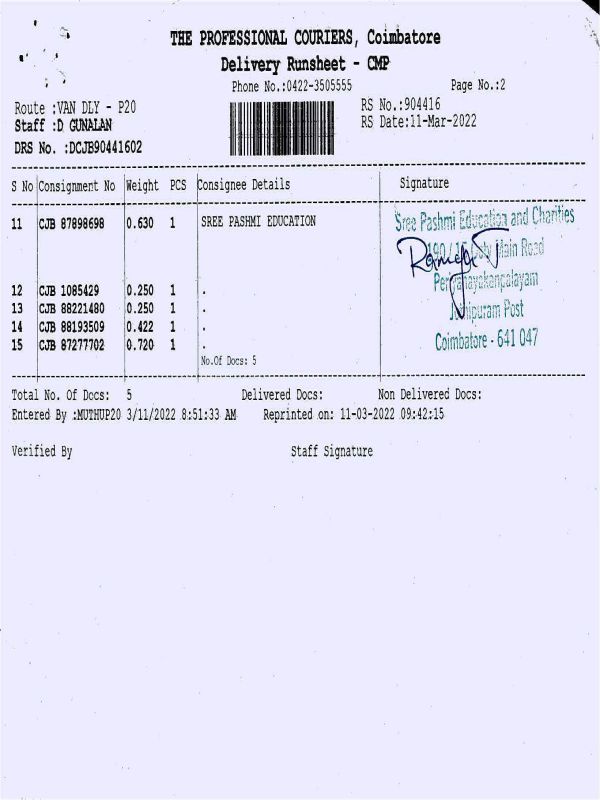 THE PROFESSIONAL COURIERS, Coimbatore
Delivery Runsheet - CMP
Phone No.:0422-3505555
Page No.:2
Route :VAN DLY - P20
RS No.:904416
Staff :D GUNALAN
RS Date:11-Mar-2022
DRS No. :DCJB90441602
S No Consignment No Weight PCS Consignee Details Signature
11 CJB 87898698 0.630 1 SREE PASHMI EDUCATION
Sree Pashmi Education and Charities
Main Road
Periyanayakanpalayam
Post
Coimbatore - 641 047
12 CJB 1085429 0.250 1 .
13 CJB 88221480 0.250 1 .
14 CJB 88193509 0.422 1 .
15 CJB 87277702 0.720 1 .
No.Of Docs: 5
Total No. Of Docs: 5 Delivered Docs: Non Delivered Docs:
Entered By :MUTHUP20 3/11/2022 8:51:33 AM Reprinted on: 11-03-2022 09:42:15
Verified By Staff Signature